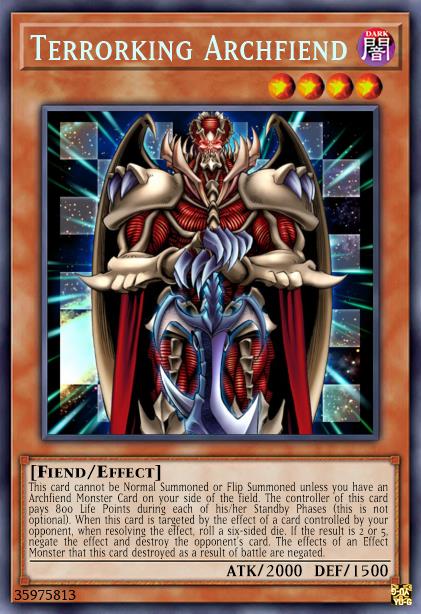 TERRORKING ARCHFIEND
DARK
闇
[FIEND/EFFECT]
This card cannot be Normal Summoned or Flip Summoned unless you have an
Archfiend Monster Card on your side of the field. The controller of this card
pays 800 Life Points during each of his/her Standby Phases (this is not
optional). When this card is targeted by the effect of a card controlled by your
opponent, when resolving the effect, roll a six-sided die. If the result is 2 or 5,
negate the effect and destroy the opponent's card. The effects of an Effect
Monster that this card destroyed as a result of battle are negated.
ATK/2000 DEF/1500
35975813